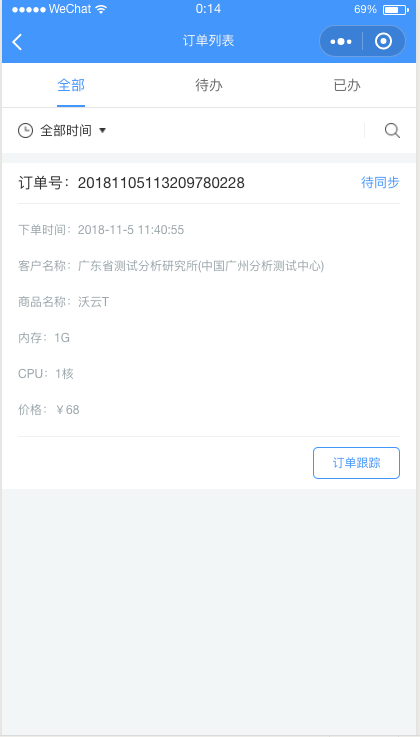 WeChat 0:14 69%
订单列表
全部 待办 已办
全部时间
订单号：20181105113209780228 待同步
下单时间：2018-11-5 11:40:55
客户名称：广东省测试分析研究所(中国广州分析测试中心)
商品名称：沃云T
内存：1G
CPU：1核
价格：￥68
订单跟踪